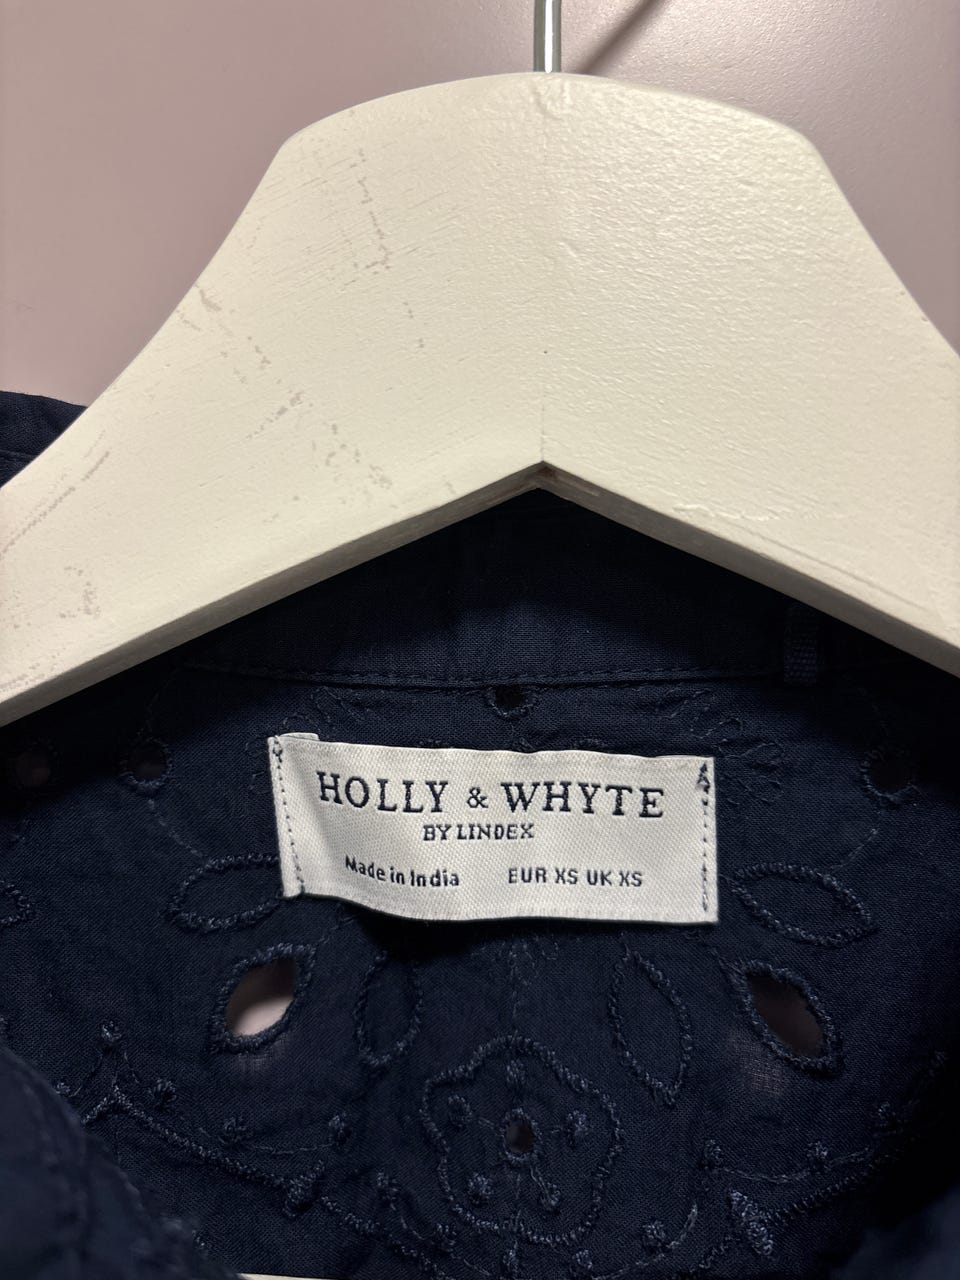 HOLLY & WHYTE
BY LINDEX
Made in India EUR XS UK XS